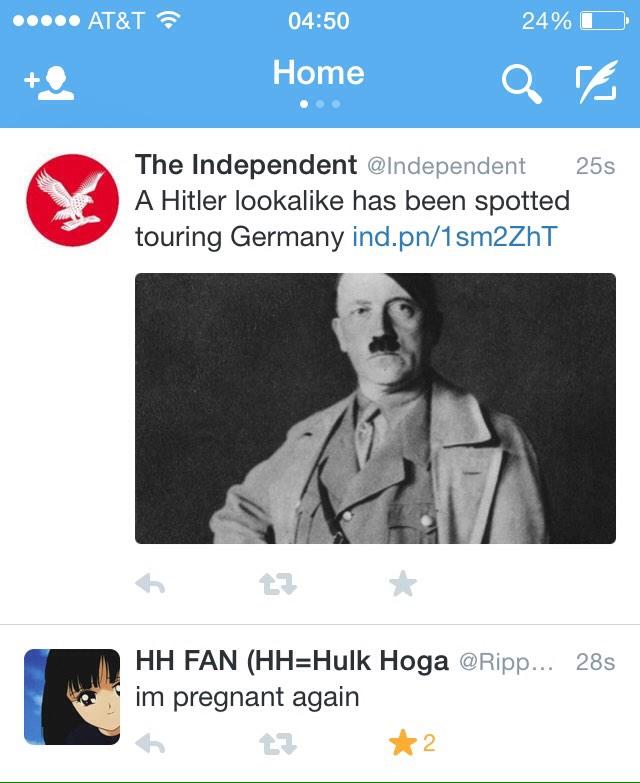 AT&T 04:50 24%
Home
The Independent @Independent 25s
A Hitler lookalike has been spotted
touring Germany ind.pn/1sm2ZhT
HH FAN (HH=Hulk Hoga @Ripp... 28s
im pregnant again
2